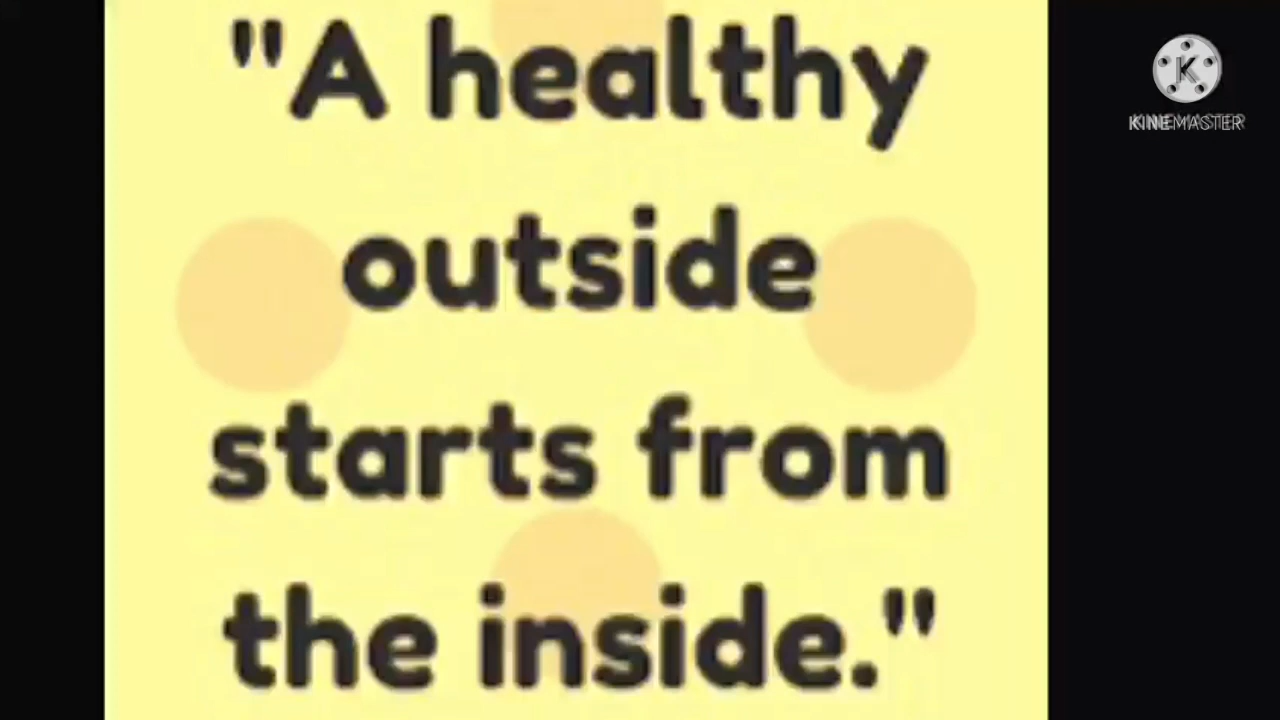 "A healthy
outside
starts from
the inside."
K
KINEMASTER